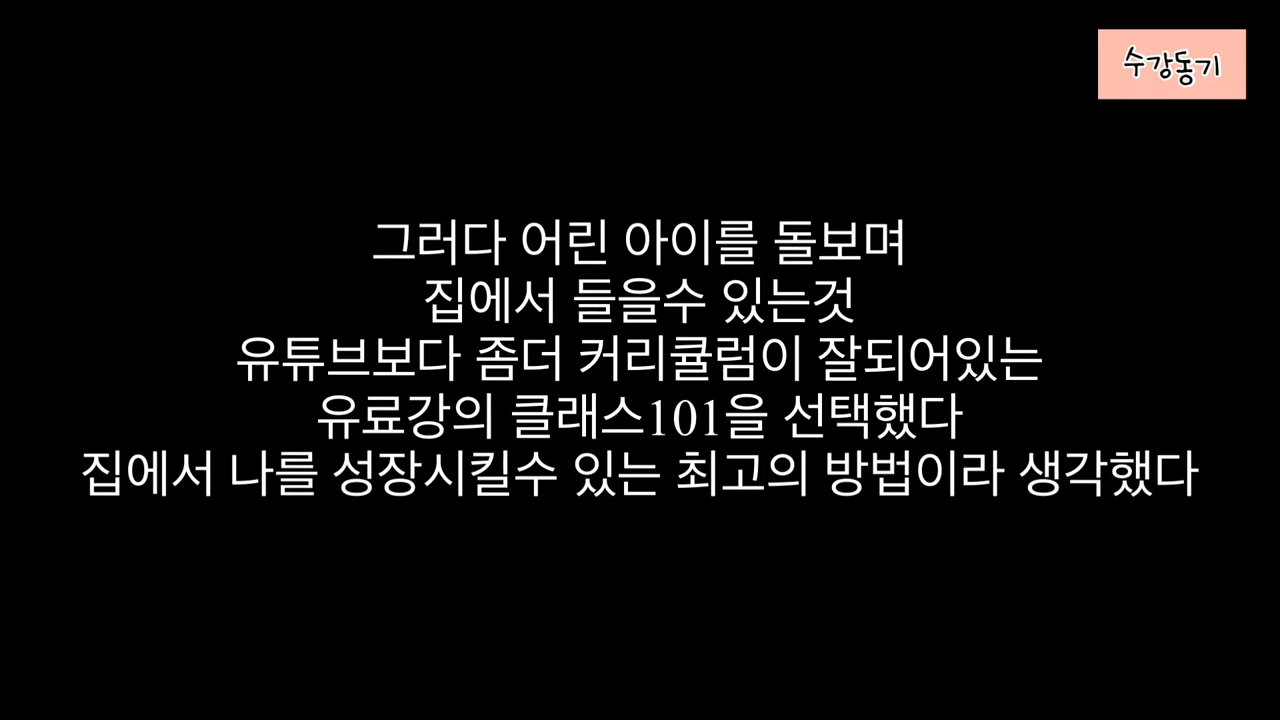 수강동기
그러다 어린 아이를 돌보며
집에서 들을수 있는것
유튜브보다 좀더 커리큘럼이 잘되어있는
유료강의 클래스101을 선택했다
집에서 나를 성장시킬수 있는 최고의 방법이라 생각했다